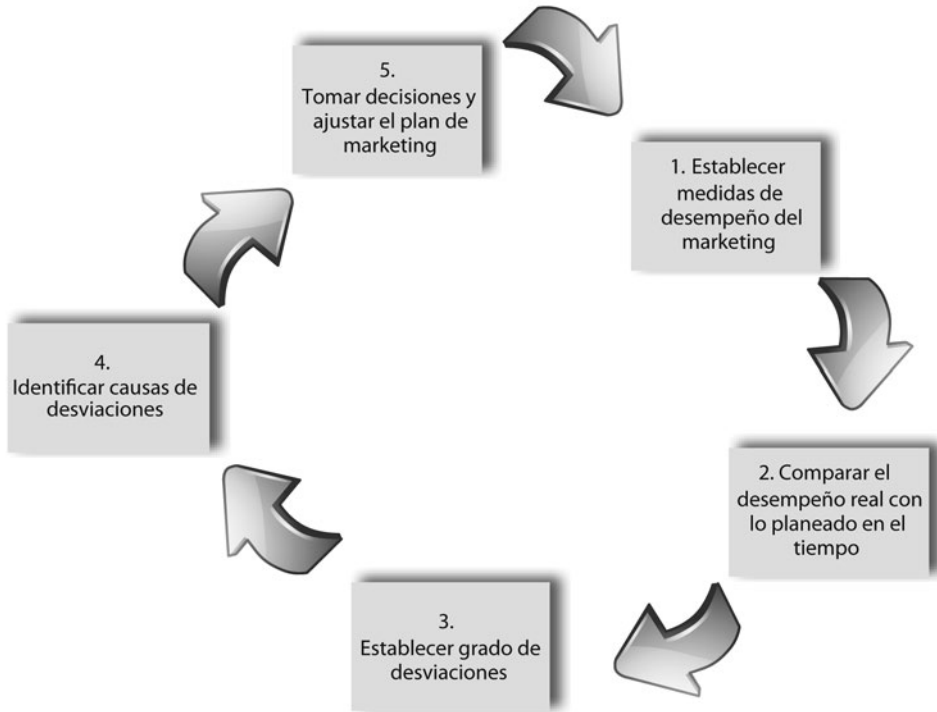 5.
Tomar decisiones y
ajustar el plan de
marketing
1. Establecer
medidas de
desempeño del
marketing
2. Comparar el
desempeño real con
lo planeado en el
tiempo
3.
Establecer grado de
desviaciones
4.
Identificar causas de
desviaciones